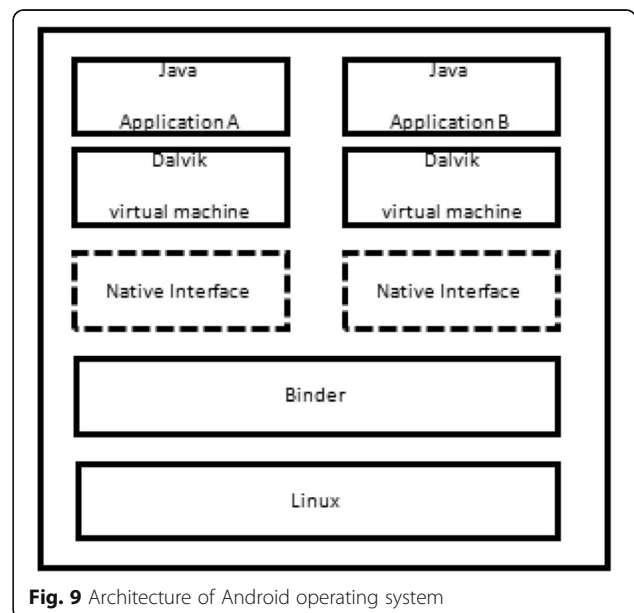 Java
Application A
Java
Application B
Dalvik
virtual machine
Dalvik
virtual machine
Native Interface
Native Interface
Binder
Linux
Fig. 9 Architecture of Android operating system